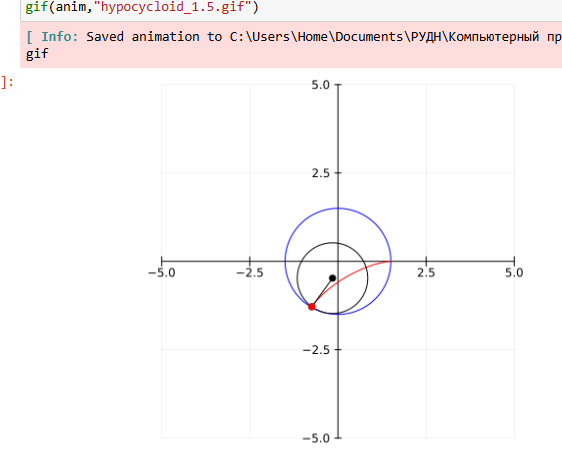 gif(anim,"hypocycloid_1.5.gif")
[ Info: Saved animation to C:\Users\Home\Documents\РУДН\Компьютерный пр
gif
]:
5.0
2.5
−5.0 −2.5 2.5 5.0
−2.5
−5.0